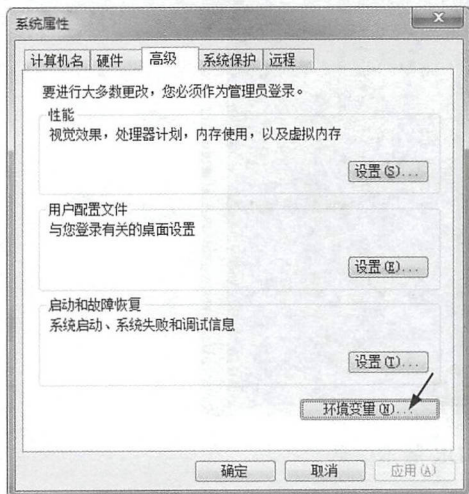 系统属性
计算机名 硬件 高级 系统保护 远程
要进行大多数更改，您必须作为管理员登录。
性能
视觉效果，处理器计划，内存使用，以及虚拟内存
设置(S)...
用户配置文件
与您登录有关的桌面设置
设置(E)...
启动和故障恢复
系统启动、系统失败和调试信息
设置(T)...
环境变量(N)...
确定 取消 应用(A)